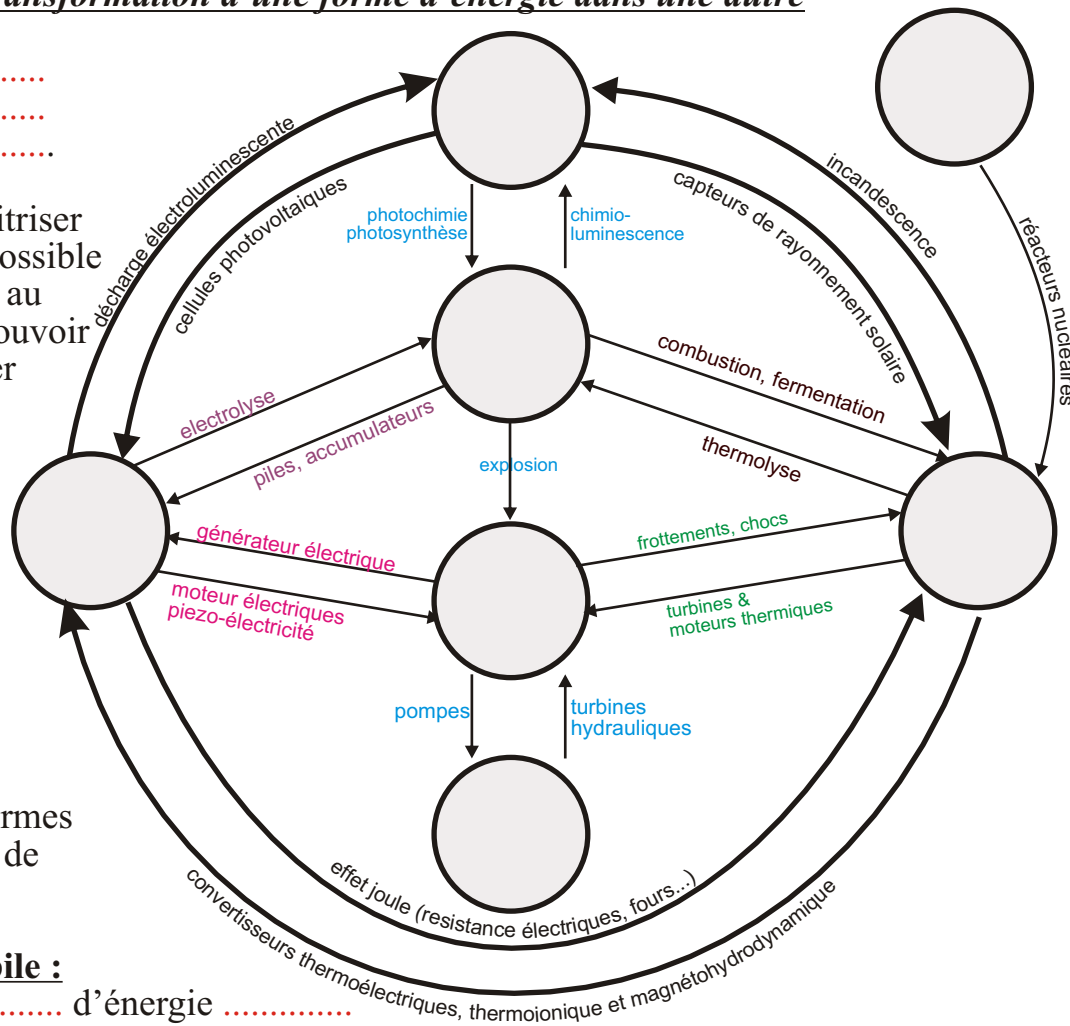 ansformation d'une forme d'énergie dans une autre
.....
.....
.......
itriser
ossible
au
ouvoir
er
décharge électroluminescente
cellules photovoltaiques
photochimie
photosynthèse
chimio-
luminescence
capteurs de rayonnement solaire
incandescence
réacteurs nucléaires
electrolyse
piles, accumulateurs
combustion, fermentation
thermolyse
explosion
générateur électrique
moteur électriques
piezo-électricité
frottements, chocs
turbines &
moteurs thermiques
pompes
turbines
hydrauliques
ormes
de
effet joule (resistance électriques, fours...)
convertisseurs thermoélectriques, thermoionique et magnétohydrodynamique
bile :
....... d'énergie ..............